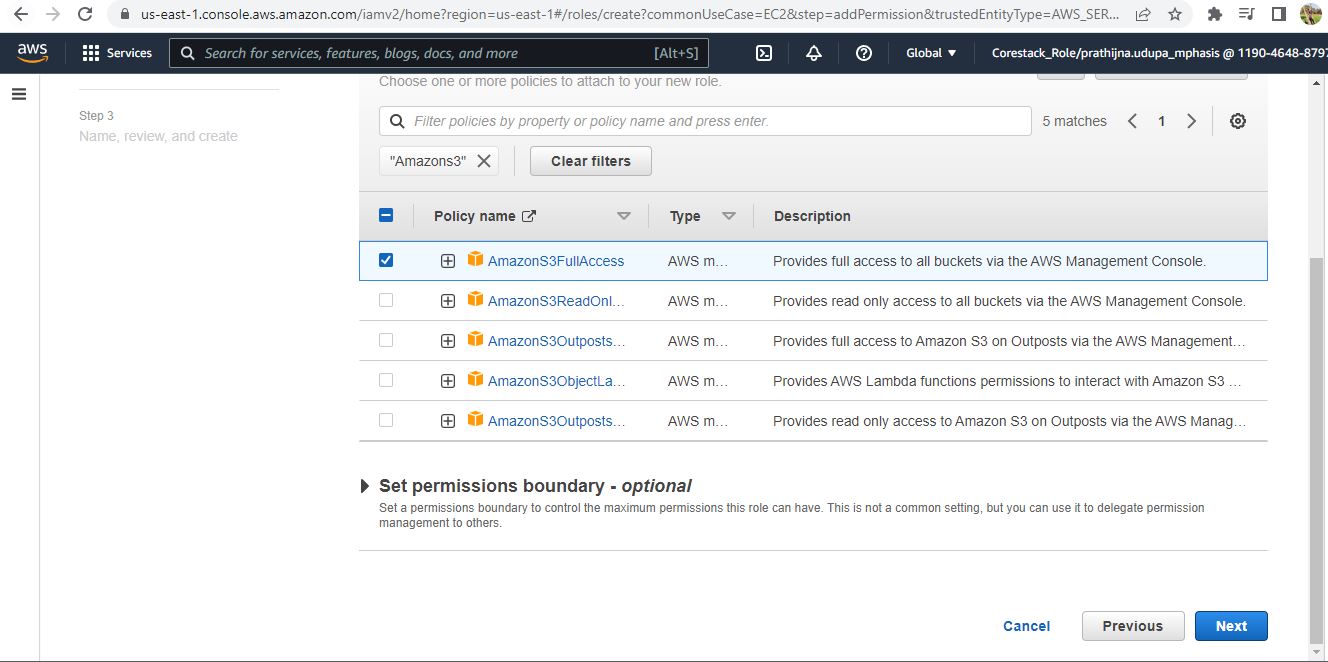 us-east-1.console.aws.amazon.com/iamv2/home?region=us-east-1#/roles/create?commonUseCase=EC2&step=addPermission&trustedEntityType=AWS_SER...
aws
Services
Search for services, features, blogs, docs, and more [Alt+S]
Global
Corestack_Role/prathijna.udupa_mphasis @ 1190-4648-8797
Choose one or more policies to attach to your new role.
Step 3
Name, review, and create
Filter policies by property or policy name and press enter.
5 matches
1
"Amazons3"
Clear filters
Policy name Type Description
AmazonS3FullAccess AWS m... Provides full access to all buckets via the AWS Management Console.
AmazonS3ReadOnl... AWS m... Provides read only access to all buckets via the AWS Management Console.
AmazonS3Outposts... AWS m... Provides full access to Amazon S3 on Outposts via the AWS Management...
AmazonS3ObjectLa... AWS m... Provides AWS Lambda functions permissions to interact with Amazon S3 ...
AmazonS3Outposts... AWS m... Provides read only access to Amazon S3 on Outposts via the AWS Manag...
Set permissions boundary - optional
Set a permissions boundary to control the maximum permissions this role can have. This is not a common setting, but you can use it to delegate permission
management to others.
Cancel
Previous
Next